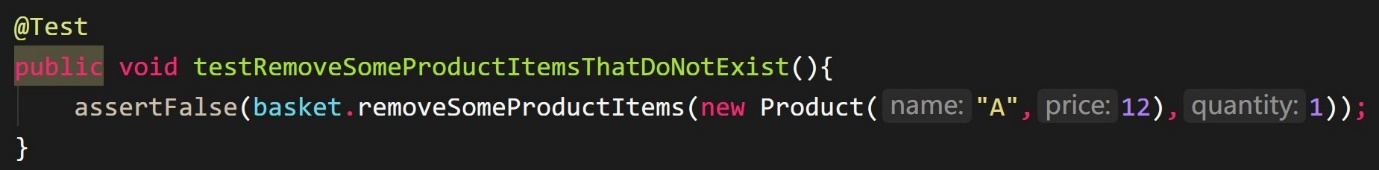 @Test
public void testRemoveSomeProductItemsThatDoNotExist(){
assertFalse(basket.removeSomeProductItems(new Product( name: "A", price: 12), quantity: 1));
}